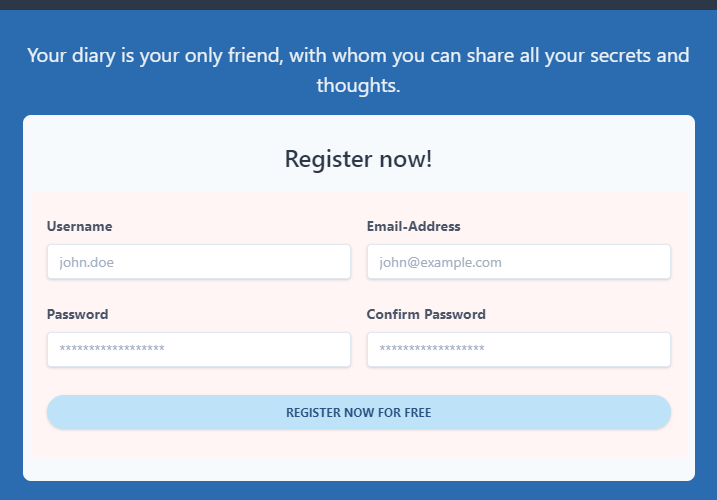 Your diary is your only friend, with whom you can share all your secrets and
thoughts.
Register now!
Username
Email-Address
john.doe
john@example.com
Password
Confirm Password
******************
******************
REGISTER NOW FOR FREE